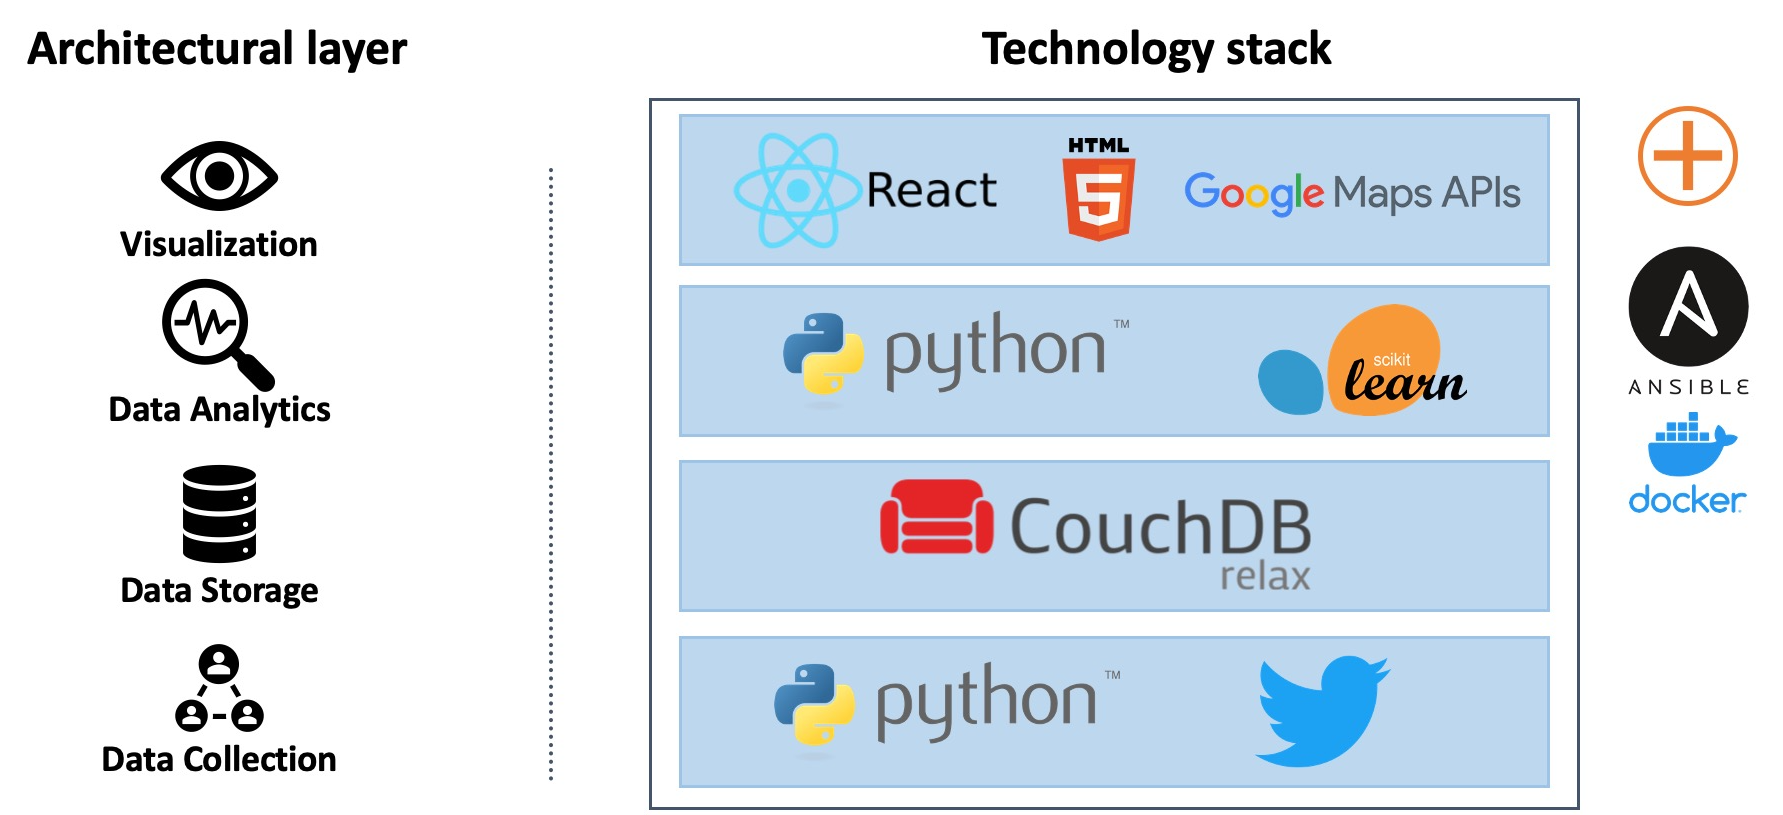 Architectural layer
Technology stack
Visualization
Data Analytics
Data Storage
Data Collection
React
HTML
5
Google Maps APIs
python™
scikit
learn
CouchDB
relax
python™
ANSIBLE
docker